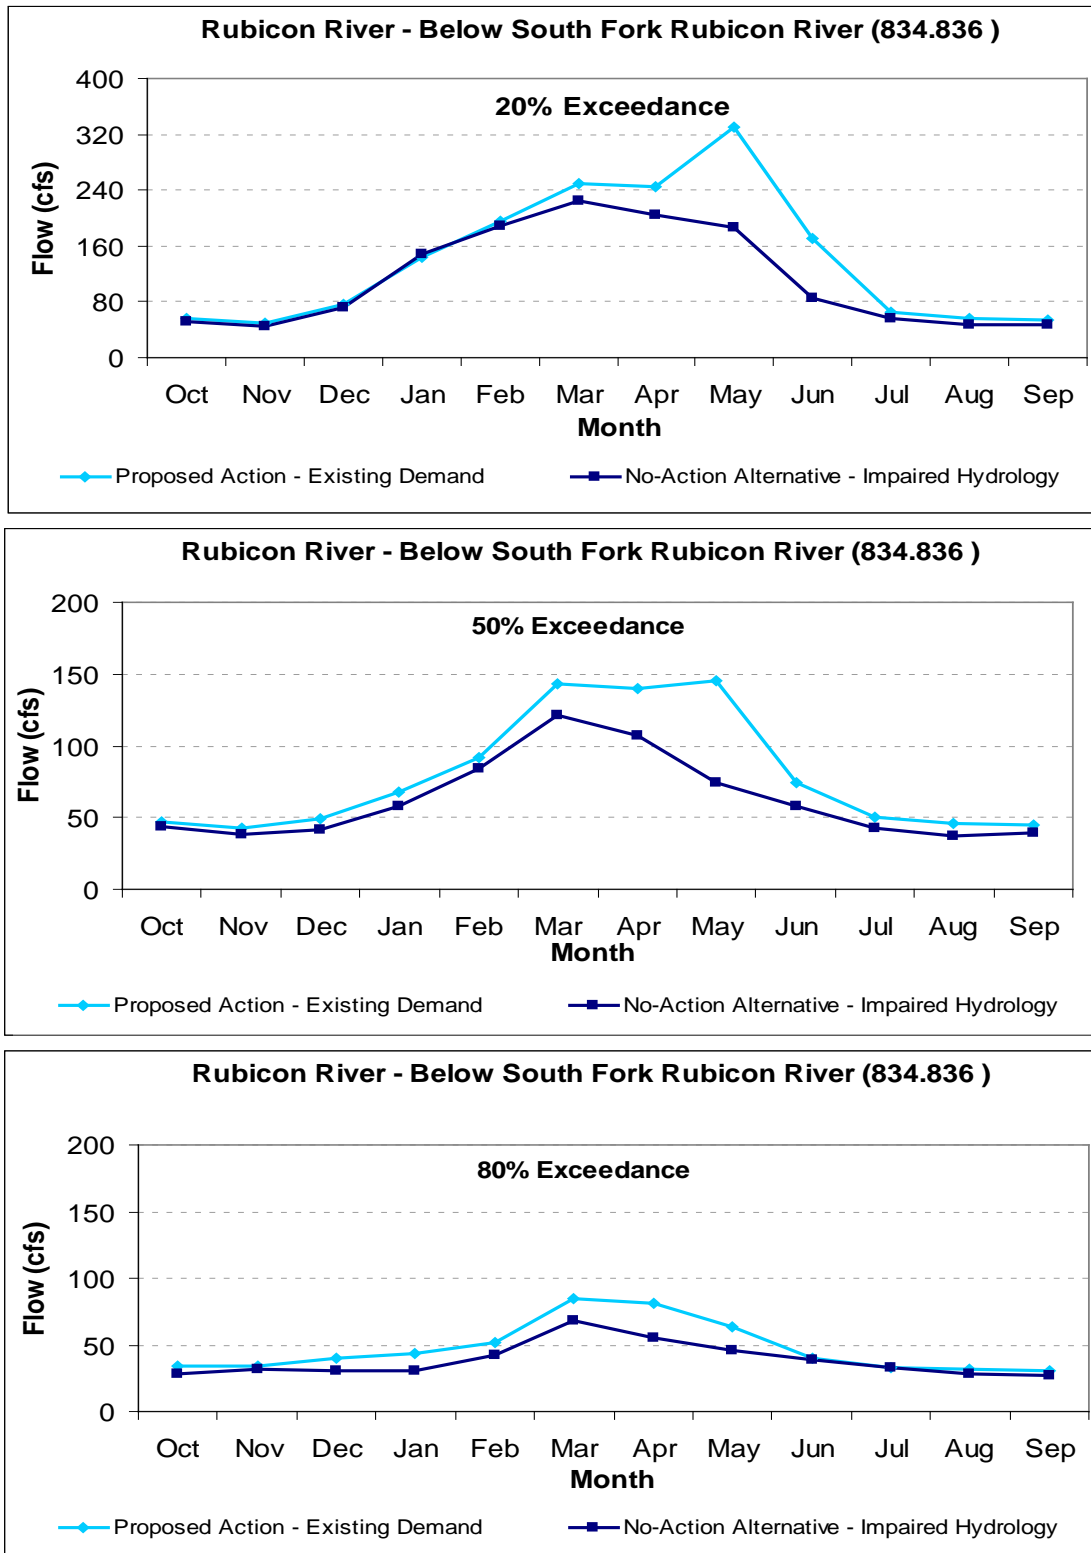 Rubicon River - Below South Fork Rubicon River (834.836 )
20% Exceedance
Flow (cfs)
400
320
240
160
80
0
Oct Nov Dec Jan Feb Mar Apr May Jun Jul Aug Sep
Month
Proposed Action - Existing Demand No-Action Alternative - Impaired Hydrology
Rubicon River - Below South Fork Rubicon River (834.836 )
50% Exceedance
Flow (cfs)
200
150
100
50
0
Oct Nov Dec Jan Feb Mar Apr May Jun Jul Aug Sep
Month
Proposed Action - Existing Demand No-Action Alternative - Impaired Hydrology
Rubicon River - Below South Fork Rubicon River (834.836 )
80% Exceedance
Flow (cfs)
200
150
100
50
0
Oct Nov Dec Jan Feb Mar Apr May Jun Jul Aug Sep
Month
Proposed Action - Existing Demand No-Action Alternative - Impaired Hydrology